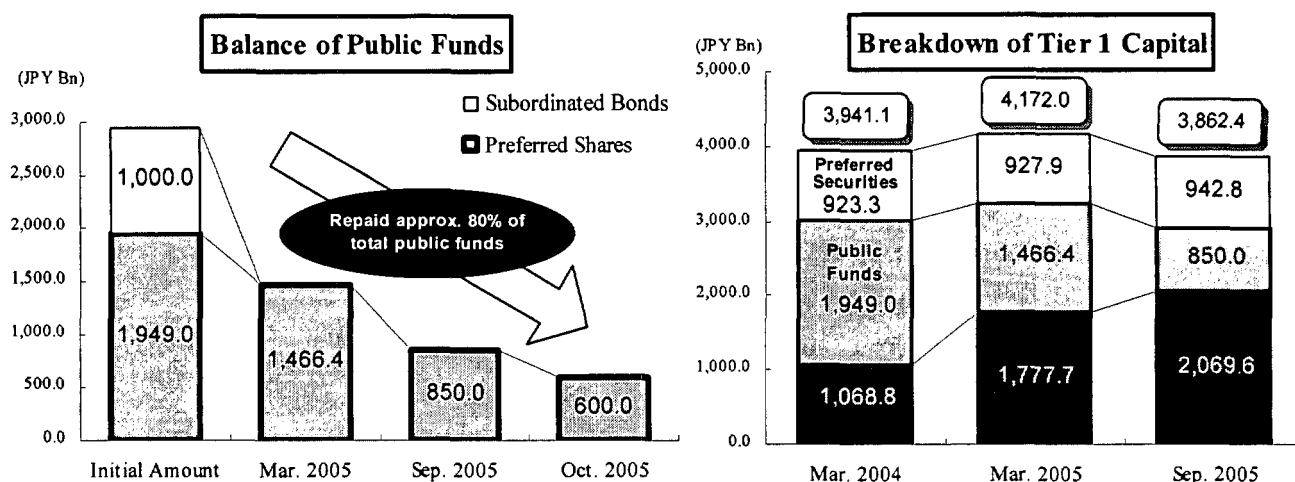 Balance of Public Funds
(JPY Bn)
Subordinated Bonds
Preferred Shares
3,000.0
2,500.0
2,000.0
1,500.0
1,000.0
500.0
0.0
1,000.0
1,949.0
1,466.4
850.0
600.0
Repaid approx. 80% of
total public funds
Initial Amount
Mar. 2005
Sep. 2005
Oct. 2005
Breakdown of Tier 1 Capital
(JPY Bn)
5,000.0
4,000.0
3,000.0
2,000.0
1,000.0
0.0
3,941.1
4,172.0
3,862.4
Preferred
Securities
923.3
927.9
942.8
Public
Funds
1,949.0
1,466.4
850.0
1,068.8
1,777.7
2,069.6
Mar. 2004
Mar. 2005
Sep. 2005